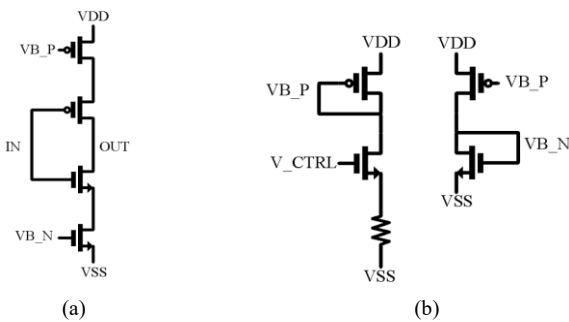 VDD
VB_P
IN
OUT
VB_N
VSS
(a)
VDD
VB_P
V_CTRL
VSS
VDD
VB_P
VB_N
VSS
(b)